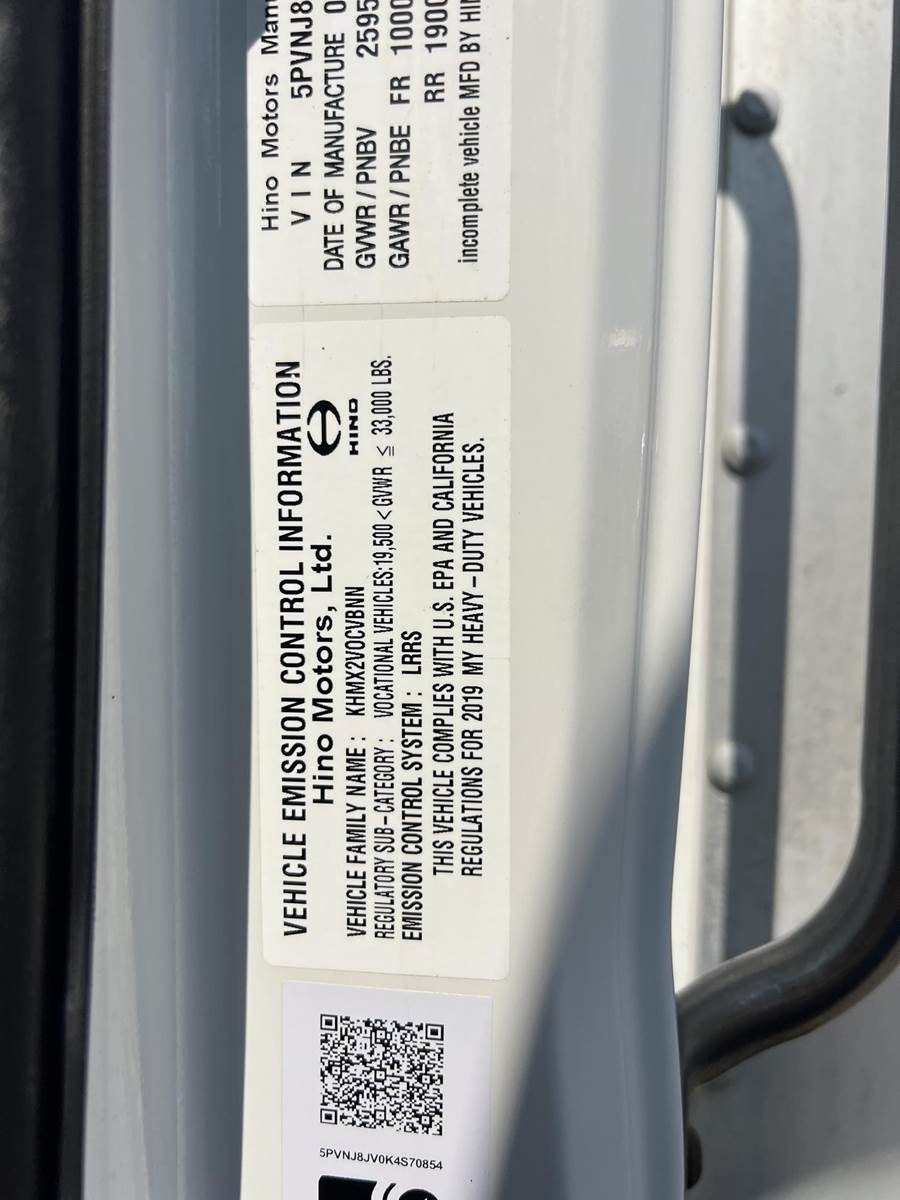 Hino Motors Manu
VIN 5PVNJ8
DATE OF MANUFACTURE 0
GVWR / PNBV 2595
GAWR / PNBE FR 1000
RR 1900
incomplete vehicle MFD BY HIN
VEHICLE EMISSION CONTROL INFORMATION
Hino Motors, Ltd.
HINO
VEHICLE FAMILY NAME : KHMX2VOCVBNN
REGULATORY SUB-CATEGORY : VOCATIONAL VEHICLES:19,500 < GVWR ≦ 33,000 LBS.
EMISSION CONTROL SYSTEM : LRRS
THIS VEHICLE COMPLIES WITH U.S. EPA AND CALIFORNIA
REGULATIONS FOR 2019 MY HEAVY-DUTY VEHICLES.
5PVNJ8JV0K4S70854